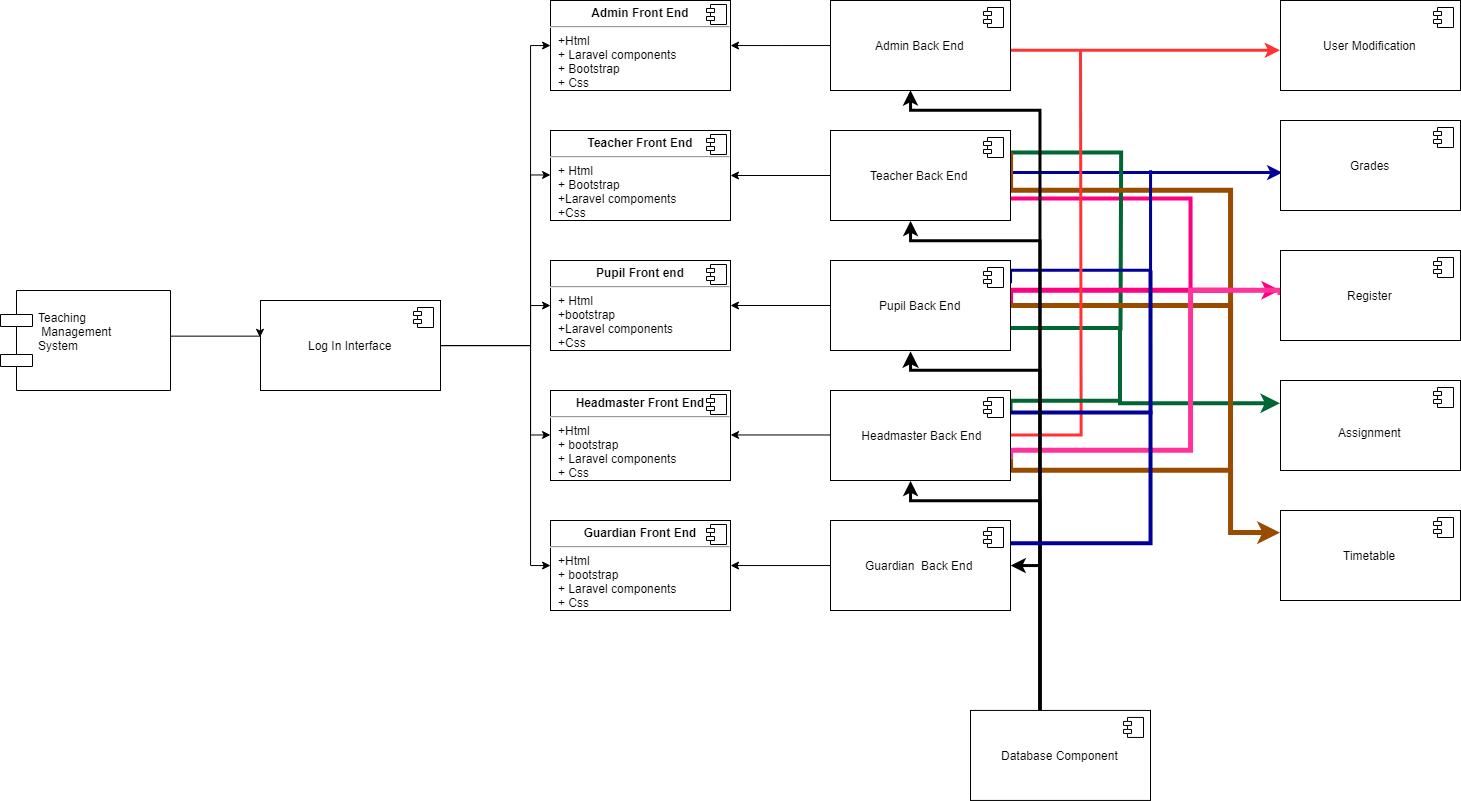 Admin Front End
+Html
+ Laravel components
+ Bootstrap
+ Css
Admin Back End
User Modification
Teacher Front End
+ Html
+ Bootstrap
+Laravel compoments
+Css
Teacher Back End
Grades
Pupil Front end
+ Html
+bootstrap
+Laravel components
+Css
Pupil Back End
Register
Teaching
Management
System
Log In Interface
Headmaster Front End
+Html
+ bootstrap
+ Laravel components
+ Css
Headmaster Back End
Assignment
Guardian Front End
+Html
+ bootstrap
+ Laravel components
+ Css
Guardian  Back End
Timetable
Database Component